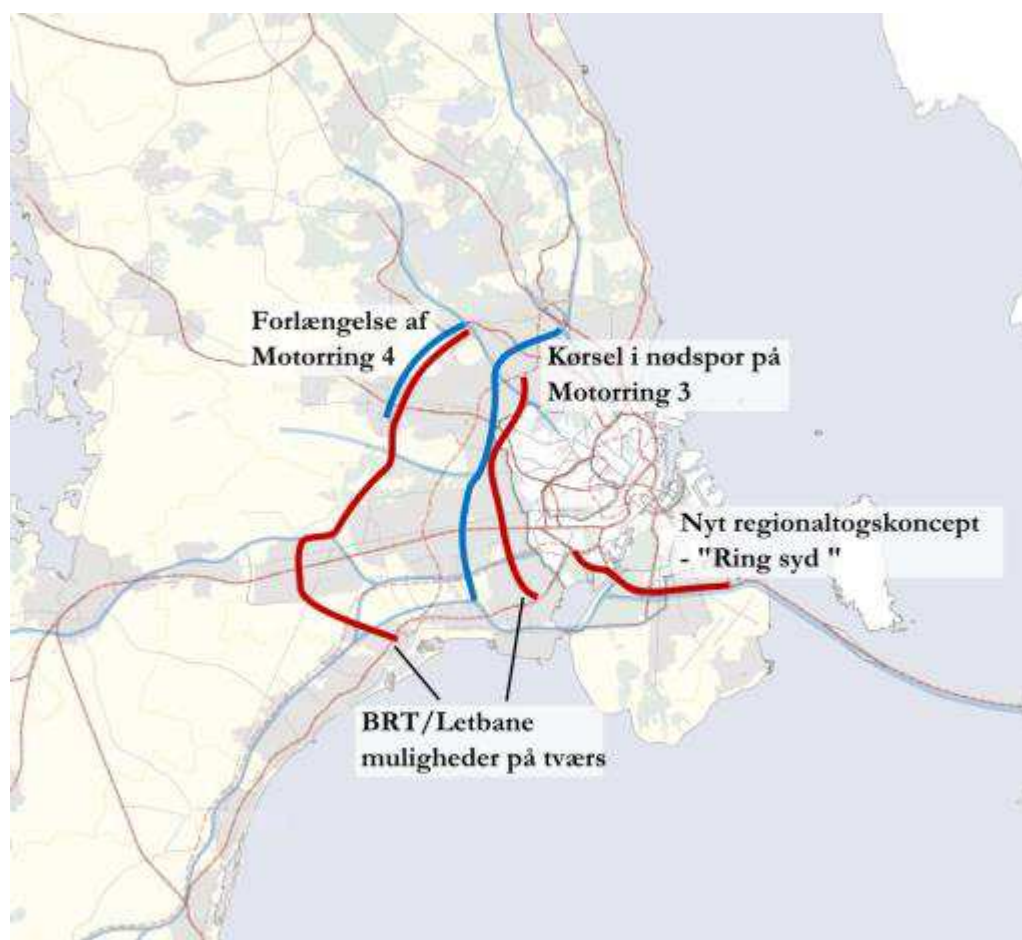 Forlængelse af
Motorring 4
Kørsel i nødspor på
Motorring 3
Nyt regionaltogskoncept
- "Ring syd "
BRT/Letbane
muligheder på tværs